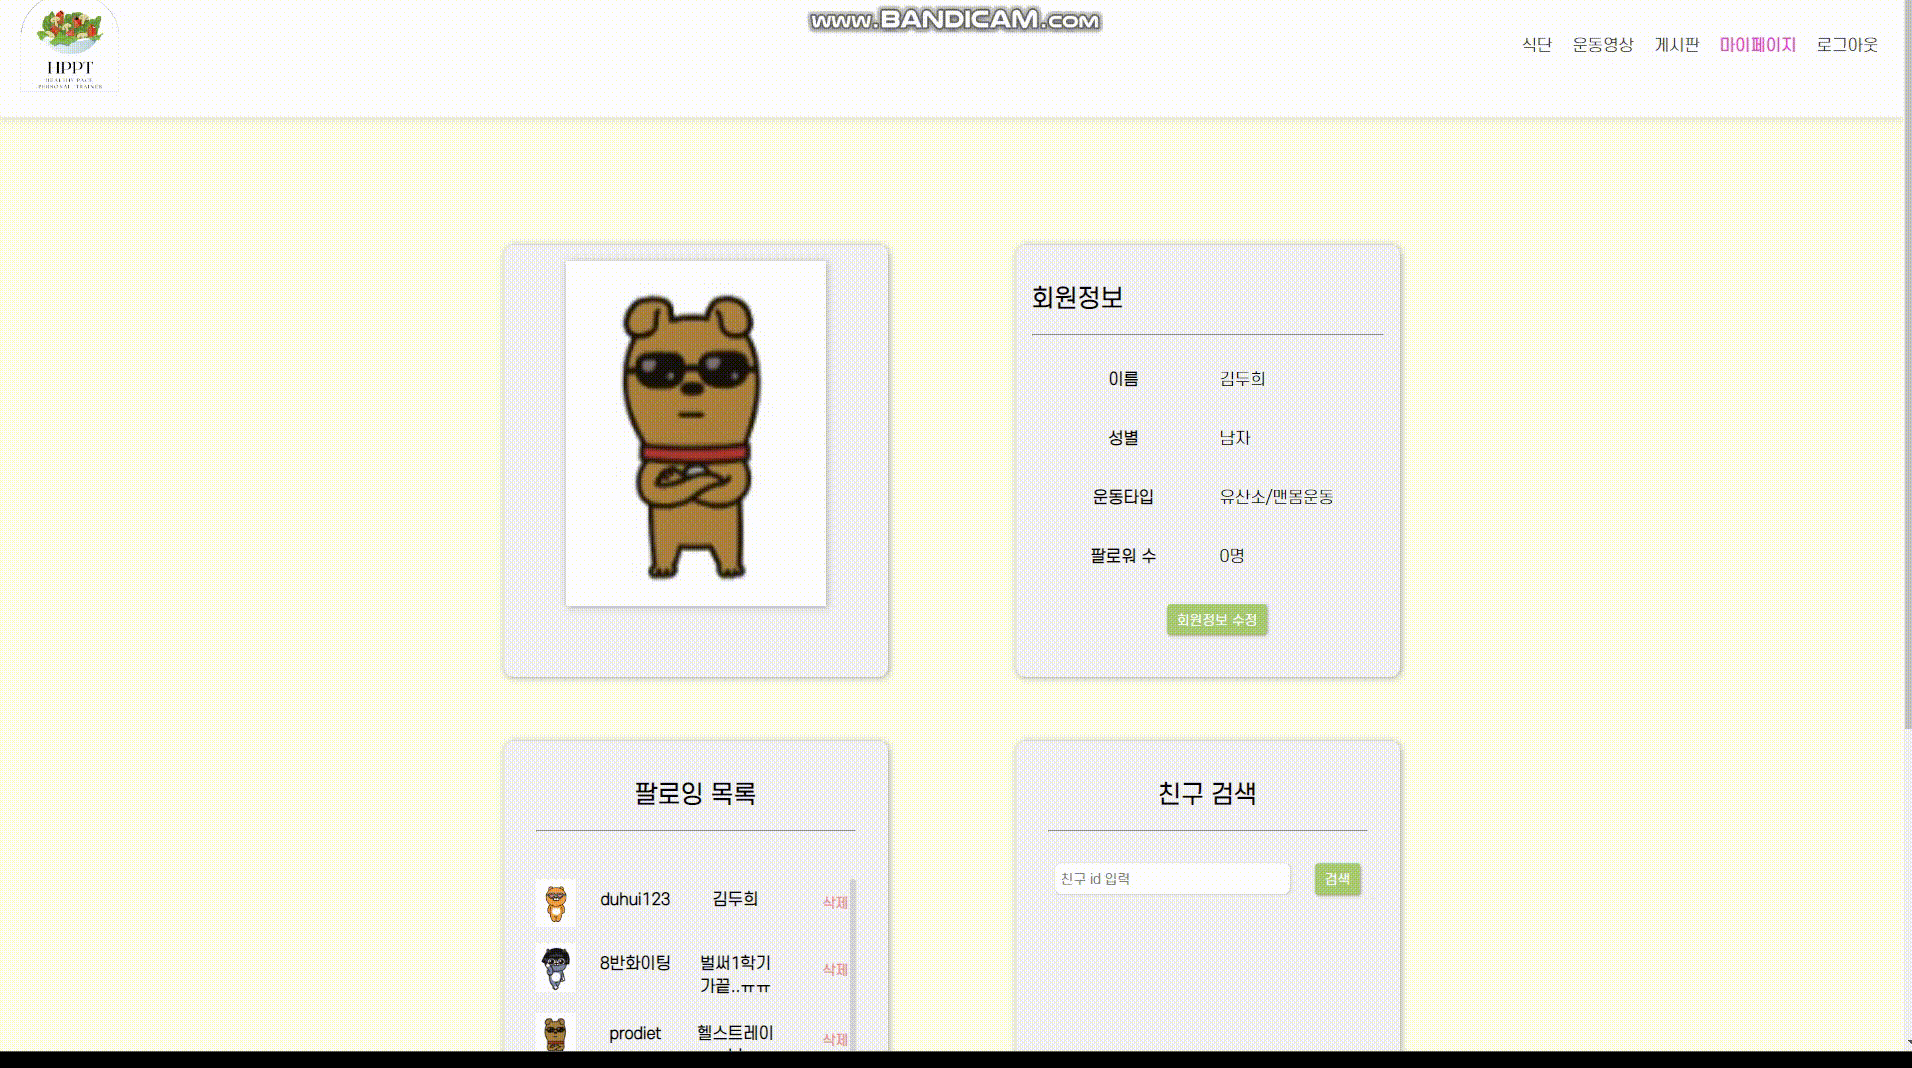 www.BANDICAM.com
HPPT
HEALTHY PACE
PERSONAL TRAINER
식단 운동영상 게시판 마이페이지 로그아웃
회원정보
이름 김두희
성별 남자
운동타입 유산소/맨몸운동
팔로워 수 0명
회원정보 수정
팔로잉 목록
duhui123 김두희 삭제
8반화이팅 벌써1학기 삭제
가끝..ㅠㅠ
prodiet 헬스트레이 삭제
친구 검색
친구 id 입력 검색